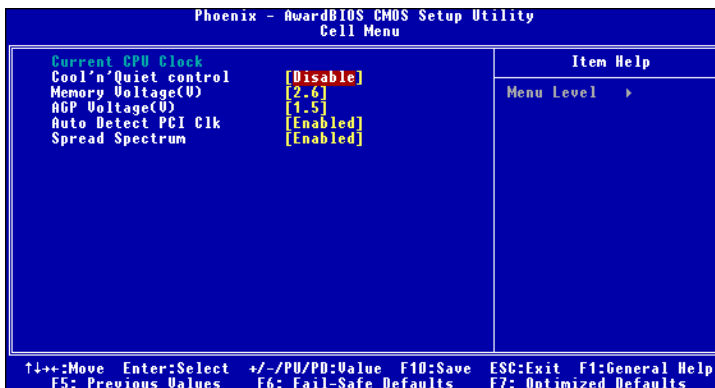 Phoenix - AwardBIOS CMOS Setup Utility
Cell Menu
Current CPU Clock
Cool'n'Quiet control [Disable]
Memory Voltage(V) [2.6]
AGP Voltage(V) [1.5]
Auto Detect PCI Clk [Enabled]
Spread Spectrum [Enabled]
Item Help
Menu Level ▸
↑↓→←:Move Enter:Select +/-/PU/PD:Value F10:Save ESC:Exit F1:General Help
F5: Previous Values F6: Fail-Safe Defaults F7: Optimized Defaults